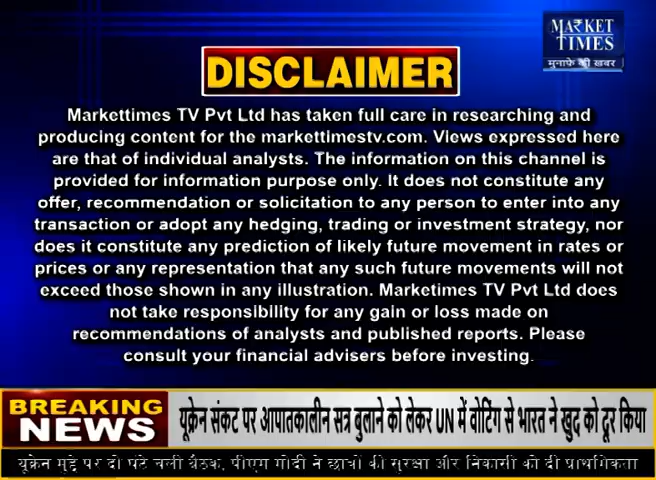 MARKET
TIMES
मुनाफे की खबर
DISCLAIMER
Markettimes TV Pvt Ltd has taken full care in researching and
producing content for the markettimestv.com. Views expressed here
are that of individual analysts. The information on this channel is
provided for information purpose only. It does not constitute any
offer, recommendation or solicitation to any person to enter into any
transaction or adopt any hedging, trading or investment strategy, nor
does it constitute any prediction of likely future movement in rates or
prices or any representation that any such future movements will not
exceed those shown in any illustration. Marketimes TV Pvt Ltd does
not take responsibility for any gain or loss made on
recommendations of analysts and published reports. Please
consult your financial advisers before investing.
BREAKING
NEWS
यूक्रेन संकट पर आपातकालीन सत्र बुलाने को लेकर UN में वोटिंग से भारत ने खुद को दूर किया
यूक्रेन मुद्दे पर दो घंटे चली बैठक, पीएम मोदी ने छात्रों की सुरक्षा और निकासी को दी प्राथमिकता